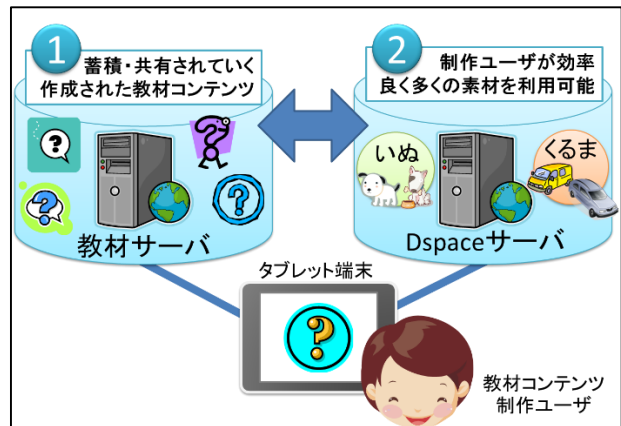 1
蓄積・共有されていく
作成された教材コンテンツ
2
制作ユーザが効率
良く多くの素材を利用可能
?
?
?
?
教材サーバ
いぬ
くるま
Dspaceサーバ
タブレット端末
?
教材コンテンツ
制作ユーザ